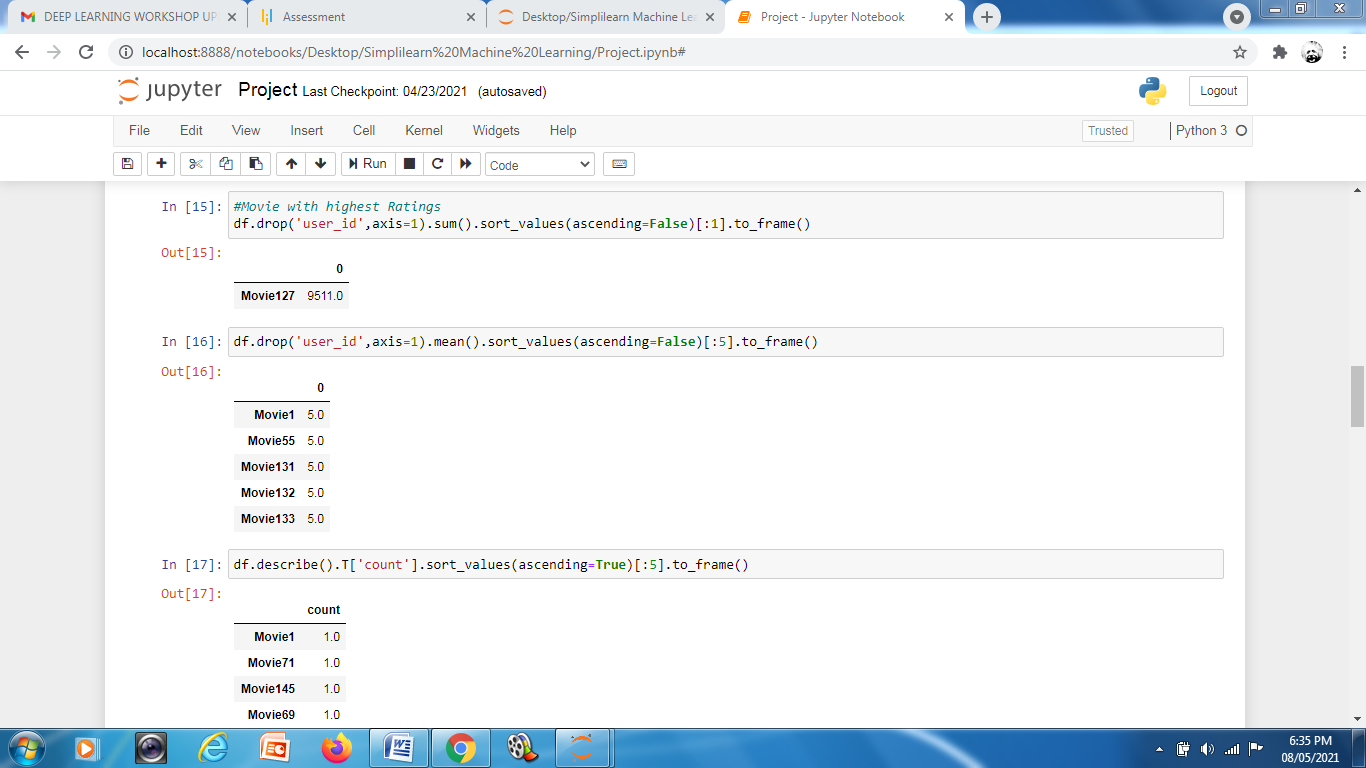 DEEP LEARNING WORKSHOP UP
Assessment
Desktop/Simplilearn Machine Le
Project - Jupyter Notebook
localhost:8888/notebooks/Desktop/Simplilearn%20Machine%20Learning/Project.ipynb#
jupyter Project Last Checkpoint: 04/23/2021 (autosaved)
Logout
File Edit View Insert Cell Kernel Widgets Help
Trusted
Python 3
Run
Code
In [15]: #Movie with highest Ratings
df.drop('user_id',axis=1).sum().sort_values(ascending=False)[:1].to_frame()
Out[15]:
0
Movie127 9511.0
In [16]: df.drop('user_id',axis=1).mean().sort_values(ascending=False)[:5].to_frame()
Out[16]:
0
Movie1 5.0
Movie55 5.0
Movie131 5.0
Movie132 5.0
Movie133 5.0
In [17]: df.describe().T['count'].sort_values(ascending=True)[:5].to_frame()
Out[17]:
count
Movie1 1.0
Movie71 1.0
Movie145 1.0
Movie69 1.0
6:35 PM
08/05/2021